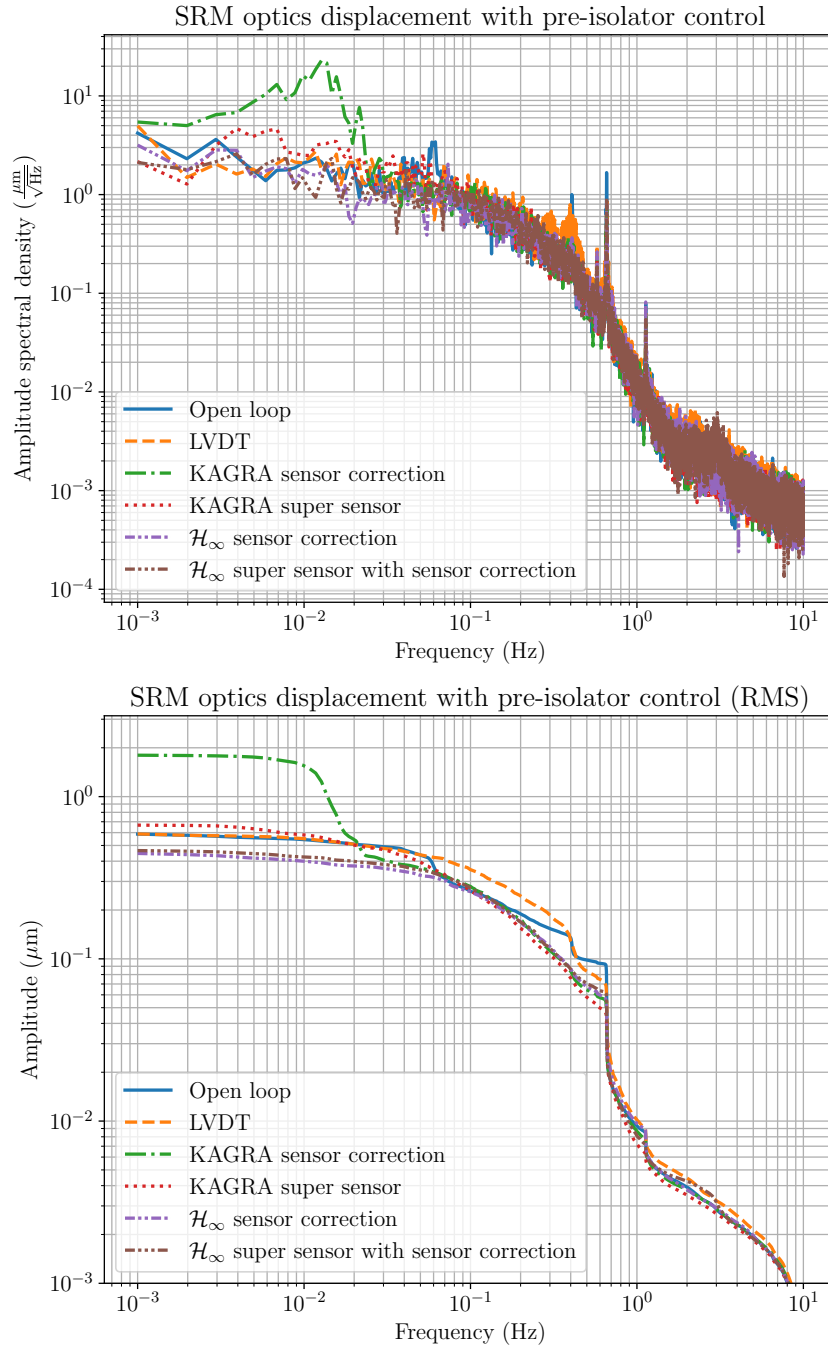 SRM optics displacement with pre-isolator control
Amplitude spectral density (μm/√Hz)
10¹
10⁰
10⁻¹
10⁻²
10⁻³
10⁻⁴
Open loop
LVDT
KAGRA sensor correction
KAGRA super sensor
ℋ∞ sensor correction
ℋ∞ super sensor with sensor correction
10⁻³ 10⁻² 10⁻¹ 10⁰ 10¹
Frequency (Hz)
SRM optics displacement with pre-isolator control (RMS)
Amplitude (μm)
10⁰
10⁻¹
10⁻²
10⁻³
Open loop
LVDT
KAGRA sensor correction
KAGRA super sensor
ℋ∞ sensor correction
ℋ∞ super sensor with sensor correction
10⁻³ 10⁻² 10⁻¹ 10⁰ 10¹
Frequency (Hz)